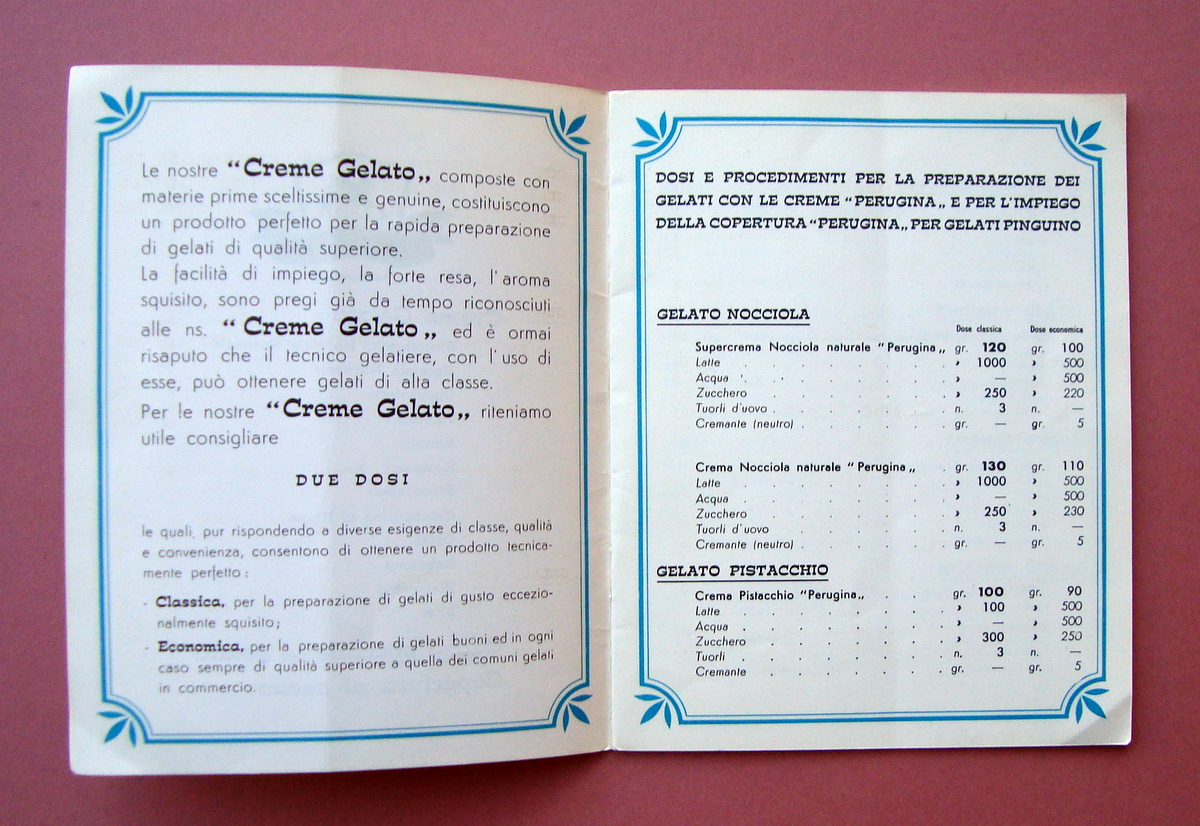 Le nostre “Creme Gelato„ composte con
materie prime sceltissime e genuine, costituiscono
un prodotto perfetto per la rapida preparazione
di gelati di qualità superiore.
La facilità di impiego, la forte resa, l'aroma
squisito, sono pregi già da tempo riconosciuti
alle ns. “Creme Gelato„ ed è ormai
risaputo che il tecnico gelatiere, con l'uso di
esse, può ottenere gelati di alta classe.
Per le nostre “Creme Gelato„ riteniamo
utile consigliare
DUE DOSI
le quali, pur rispondendo a diverse esigenze di classe, qualità
e convenienza, consentono di ottenere un prodotto tecnica-
mente perfetto :
- Classica, per la preparazione di gelati di gusto eccezio-
nalmente squisito;
- Economica, per la preparazione di gelati buoni ed in ogni
caso sempre di qualità superiore a quella dei comuni gelati
in commercio.
DOSI E PROCEDIMENTI PER LA PREPARAZIONE DEI
GELATI CON LE CREME “PERUGINA„ E PER L'IMPIEGO
DELLA COPERTURA “PERUGINA„ PER GELATI PINGUINO
GELATO NOCCIOLA
Dose classica Dose economica
Supercrema Nocciola naturale “Perugina„ gr. 120 gr. 100
Latte . . . . . . . . » 1000 » 500
Acqua . . . . . . . . » — » 500
Zucchero . . . . . . . » 250 » 220
Tuorli d'uovo . . . . . . . n. 3 n. —
Cremante (neutro) . . . . . . gr. — gr. 5
Crema Nocciola naturale “Perugina„ . gr. 130 gr. 110
Latte . . . . . . . . » 1000 » 500
Acqua . . . . . . . . » — » 500
Zucchero . . . . . . . » 250 » 230
Tuorli d'uovo . . . . . . n. 3 n. —
Cremante (neutro) . . . . . . gr. — gr. 5
GELATO PISTACCHIO
Crema Pistacchio “Perugina„ . . . gr. 100 gr. 90
Latte . . . . . . . . » 100 » 500
Acqua . . . . . . . . » — » 500
Zucchero . . . . . . . » 300 » 250
Tuorli . . . . . . . . n. 3 n. —
Cremante . . . . . . . gr. — gr. 5